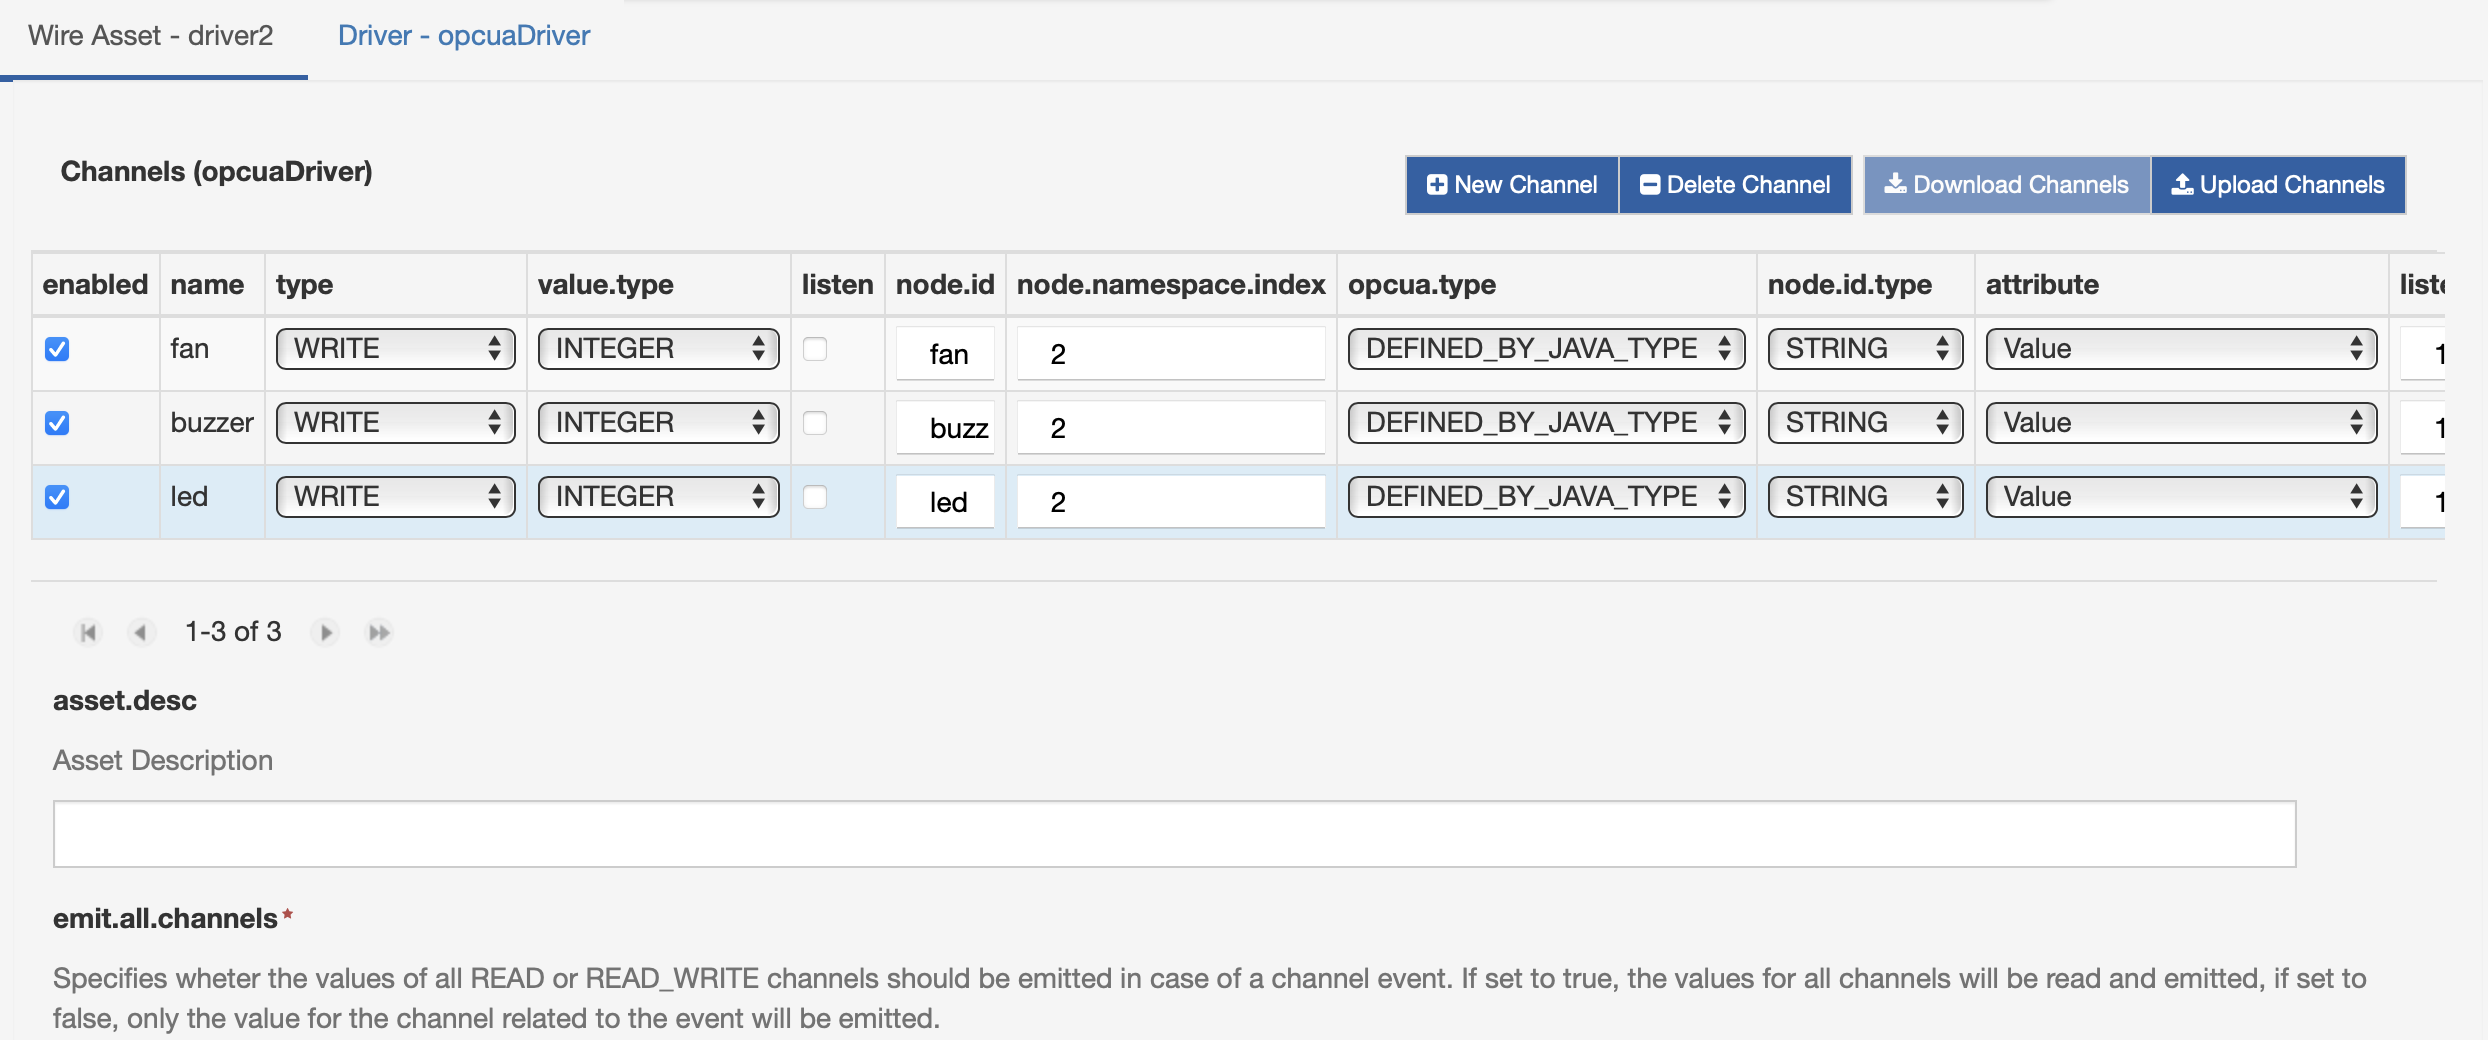 Wire Asset - driver2 Driver - opcuaDriver
Channels (opcuaDriver) New Channel Delete Channel Download Channels Upload Channels
enabled name type value.type listen node.id node.namespace.index opcua.type node.id.type attribute liste
fan WRITE INTEGER fan 2 DEFINED_BY_JAVA_TYPE STRING Value 1
buzzer WRITE INTEGER buzz 2 DEFINED_BY_JAVA_TYPE STRING Value 1
led WRITE INTEGER led 2 DEFINED_BY_JAVA_TYPE STRING Value 1
1-3 of 3
asset.desc
Asset Description
emit.all.channels*
Specifies wheter the values of all READ or READ_WRITE channels should be emitted in case of a channel event. If set to true, the values for all channels will be read and emitted, if set to
false, only the value for the channel related to the event will be emitted.